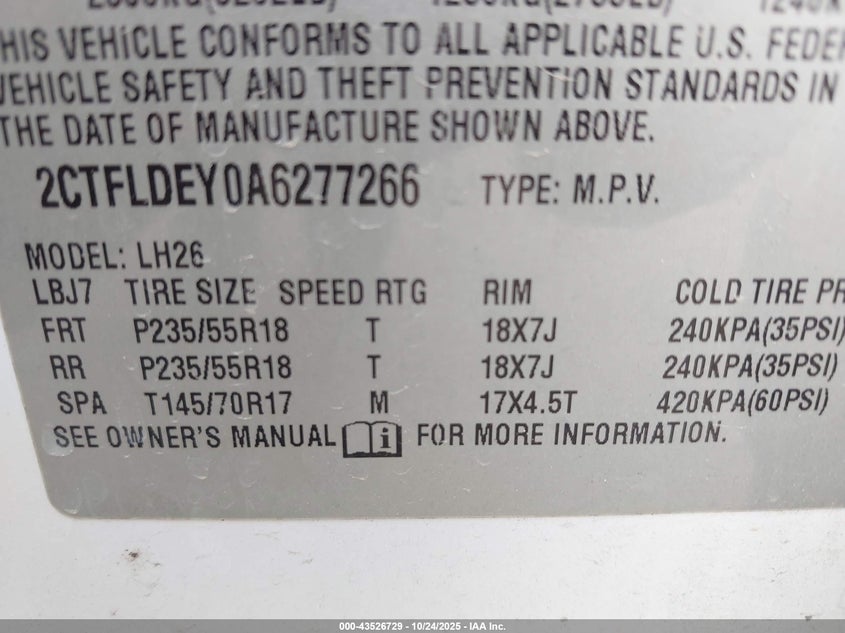 HIS VEHICLE CONFORMS TO ALL APPLICABLE U.S. FEDER
VEHICLE SAFETY AND THEFT PREVENTION STANDARDS IN
THE DATE OF MANUFACTURE SHOWN ABOVE.
2CTFLDEY0A6277266 TYPE: M.P.V.
MODEL: LH26
LBJ7 TIRE SIZE SPEED RTG RIM COLD TIRE PR
FRT P235/55R18 T 18X7J 240KPA(35PSI)
RR P235/55R18 T 18X7J 240KPA(35PSI)
SPA T145/70R17 M 17X4.5T 420KPA(60PSI)
SEE OWNER'S MANUAL i FOR MORE INFORMATION.
000-43526729 - 10/24/2025 - IAA Inc.